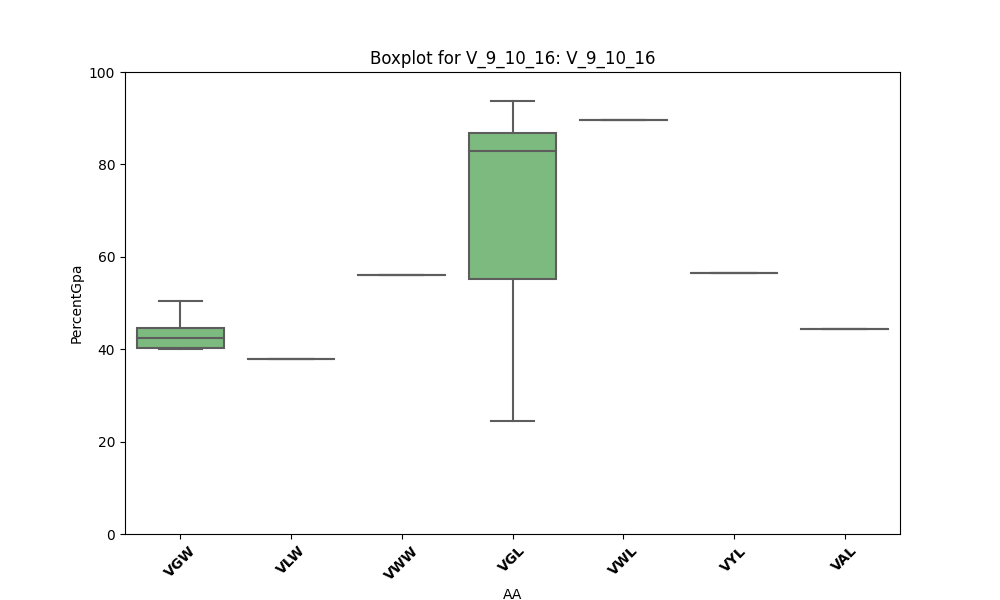 Boxplot for V_9_10_16: V_9_10_16
PercentGpa
100
80
60
40
20
0
VGW
VLW
VWW
VGL
VWL
VYL
VAL
AA